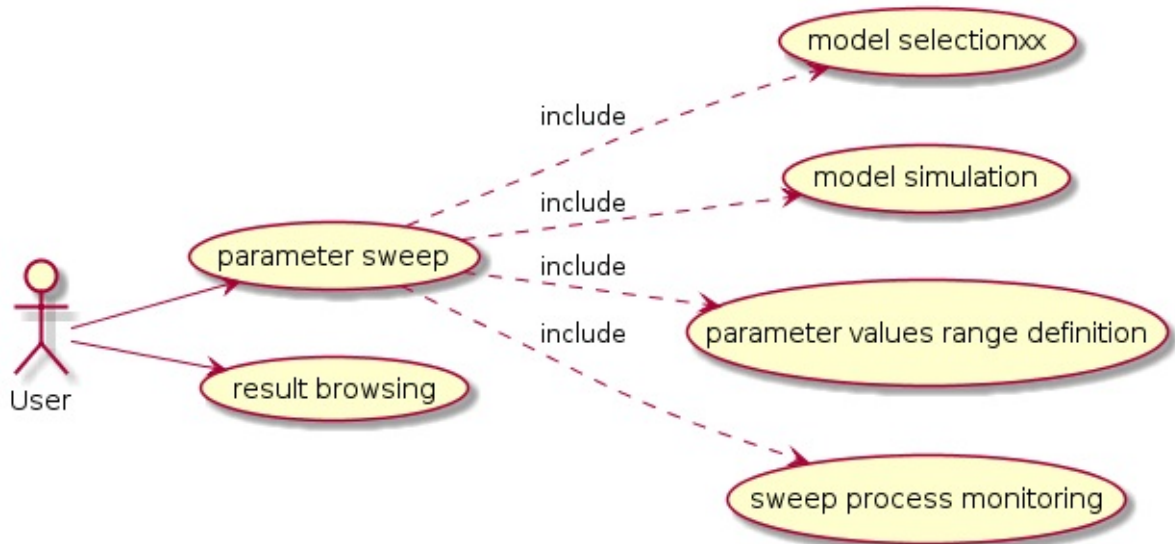 model selectionxx
include
model simulation
include
parameter sweep
include
parameter values range definition
include
result browsing
User
sweep process monitoring